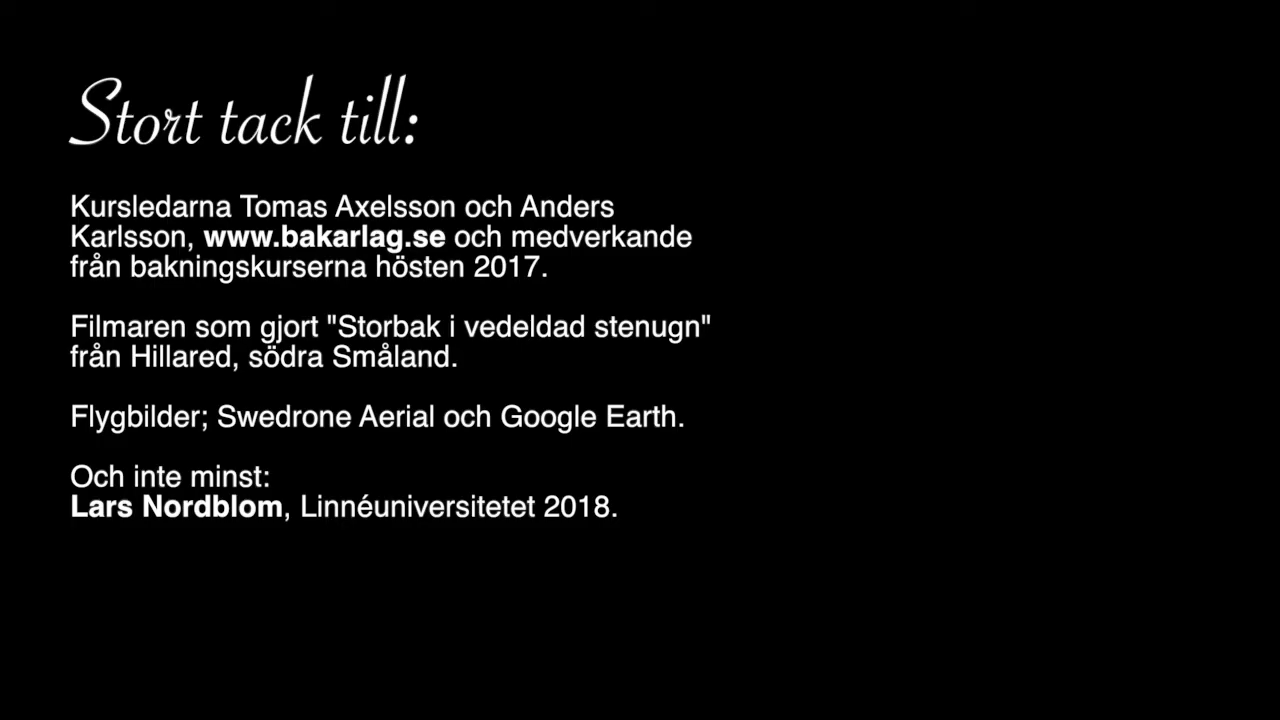 Stort tack till:
Kursledarna Tomas Axelsson och Anders
Karlsson, www.bakarlag.se och medverkande
från bakningskurserna hösten 2017.
Filmaren som gjort "Storbak i vedeldad stenugn"
från Hillared, södra Småland.
Flygbilder; Swedrone Aerial och Google Earth.
Och inte minst:
Lars Nordblom, Linnéuniversitetet 2018.